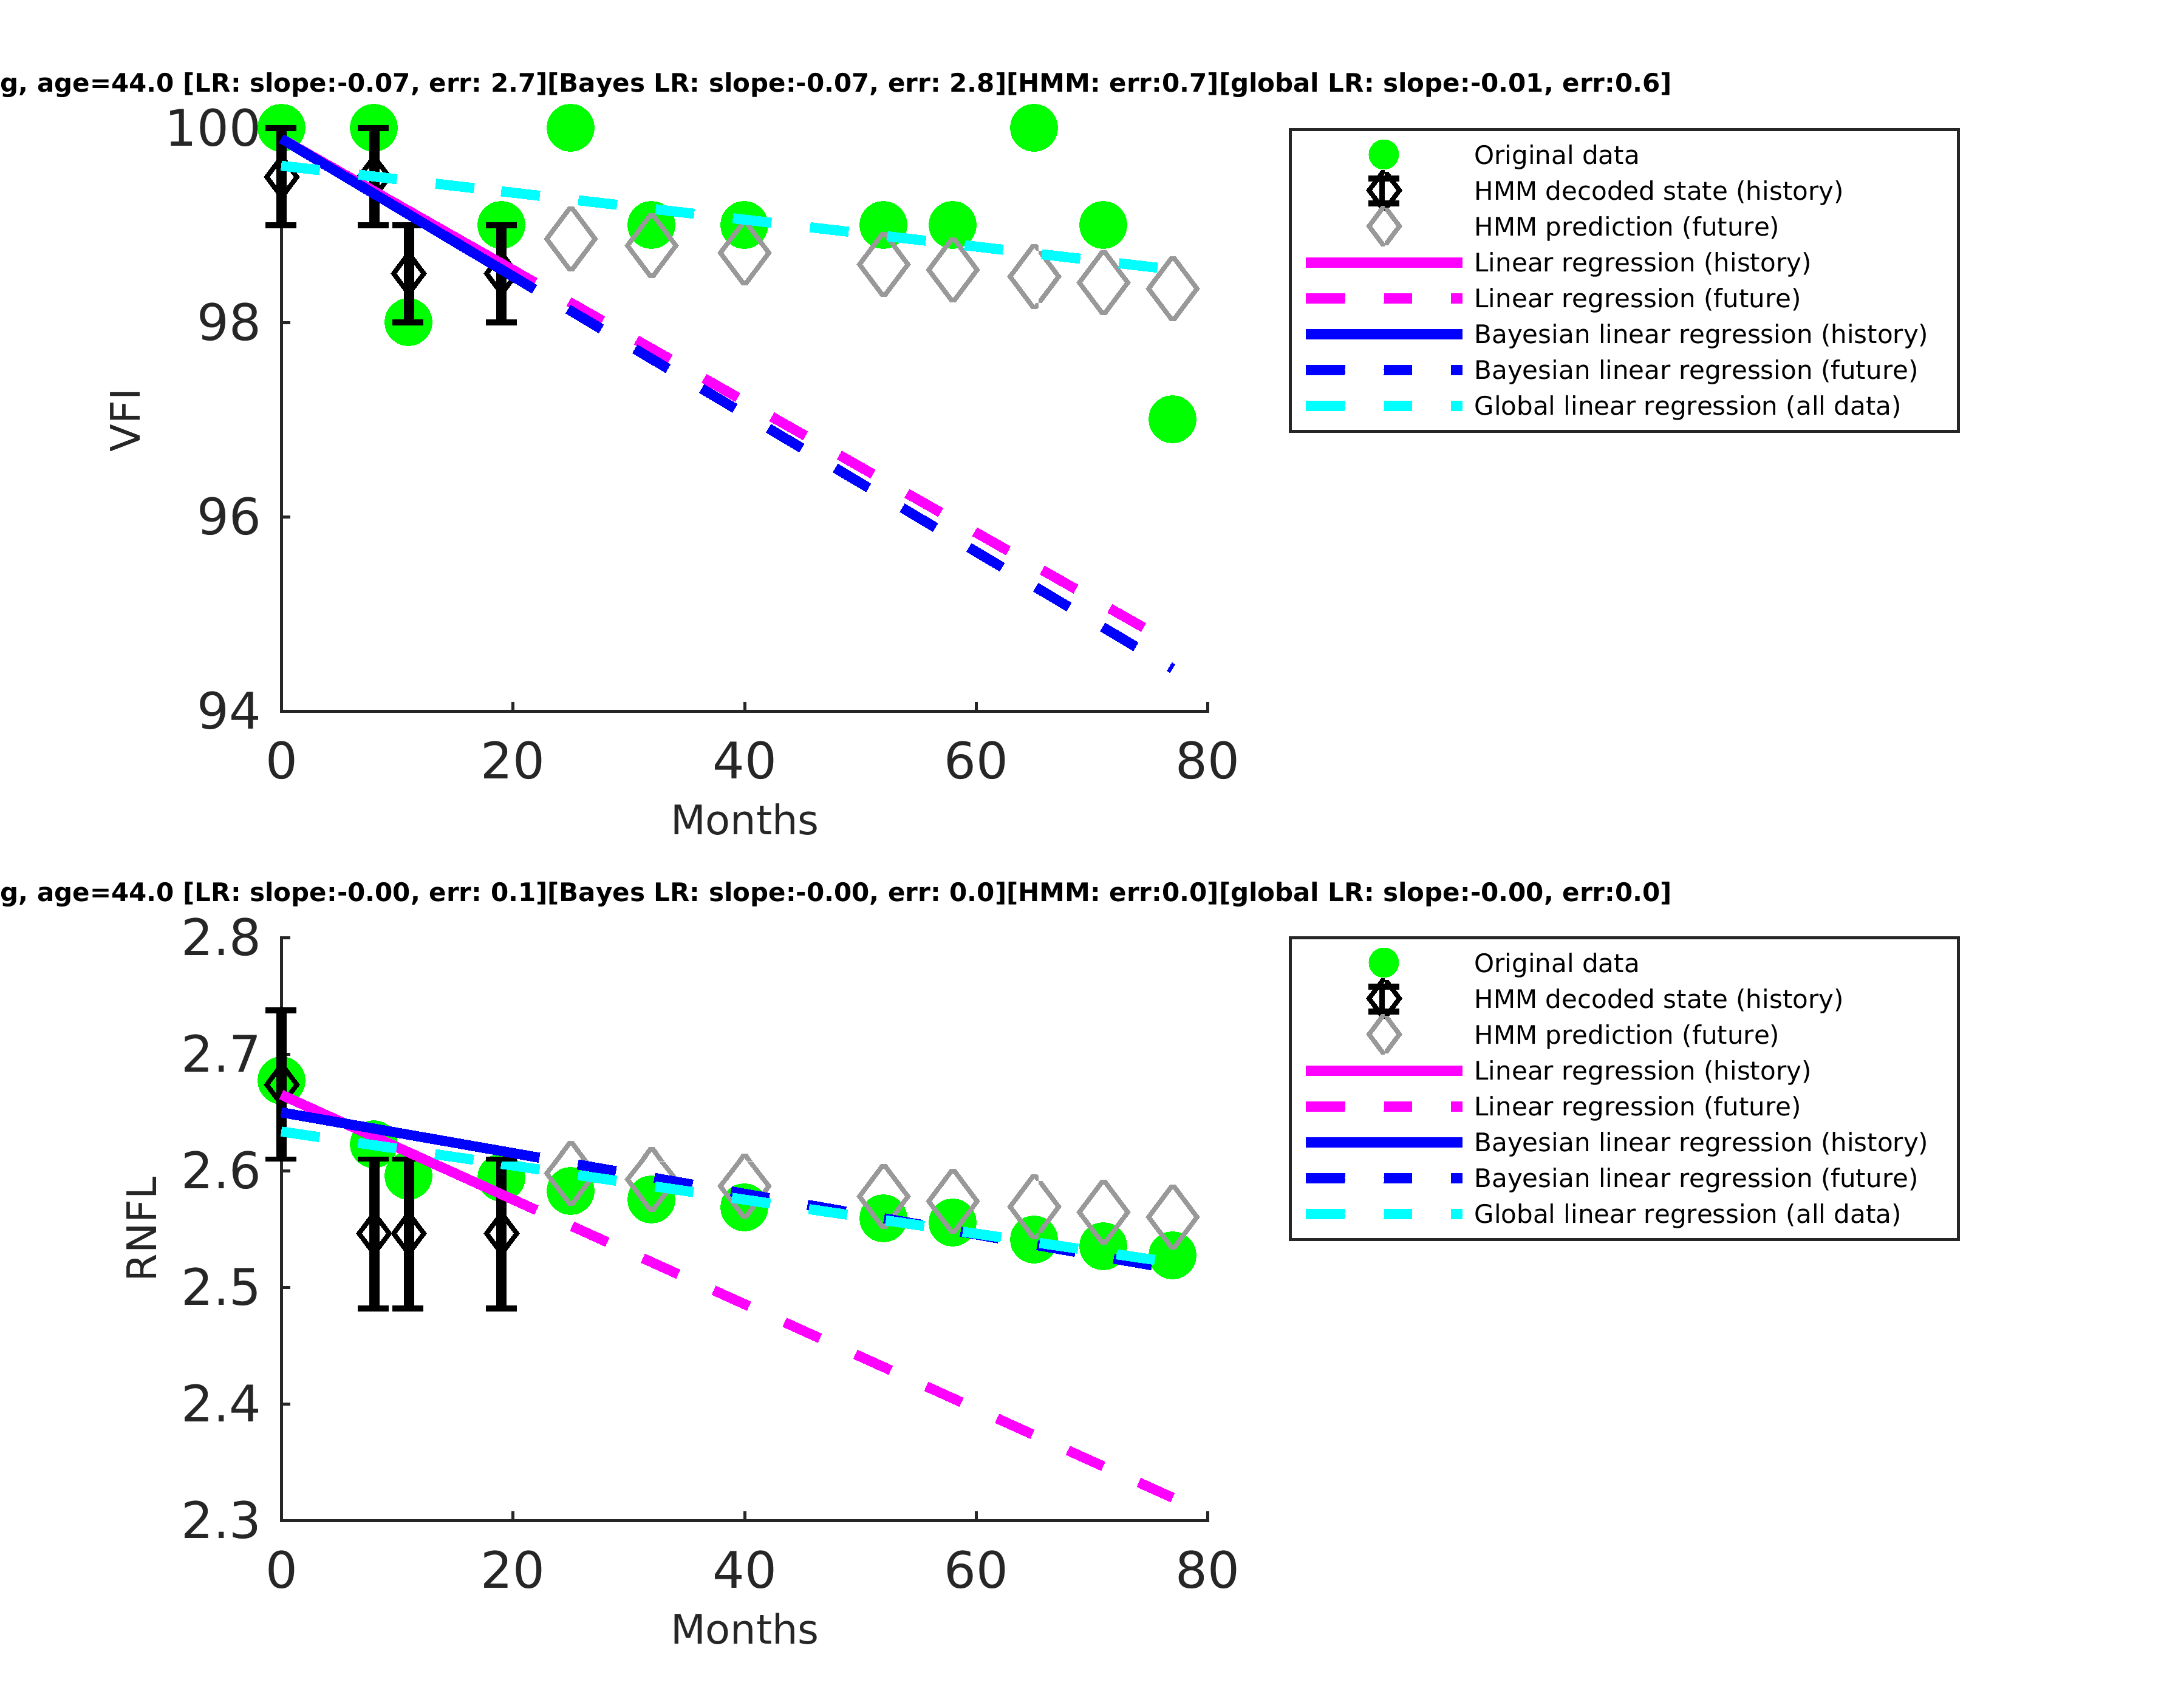 g, age=44.0 [LR: slope:-0.07, err: 2.7][Bayes LR: slope:-0.07, err: 2.8][HMM: err:0.7][global LR: slope:-0.01, err:0.6]
100
98
96
94
VFI
0 20 40 60 80
Months
Original data
HMM decoded state (history)
HMM prediction (future)
Linear regression (history)
Linear regression (future)
Bayesian linear regression (history)
Bayesian linear regression (future)
Global linear regression (all data)
g, age=44.0 [LR: slope:-0.00, err: 0.1][Bayes LR: slope:-0.00, err: 0.0][HMM: err:0.0][global LR: slope:-0.00, err:0.0]
2.8
2.7
2.6
2.5
2.4
2.3
RNFL
0 20 40 60 80
Months
Original data
HMM decoded state (history)
HMM prediction (future)
Linear regression (history)
Linear regression (future)
Bayesian linear regression (history)
Bayesian linear regression (future)
Global linear regression (all data)